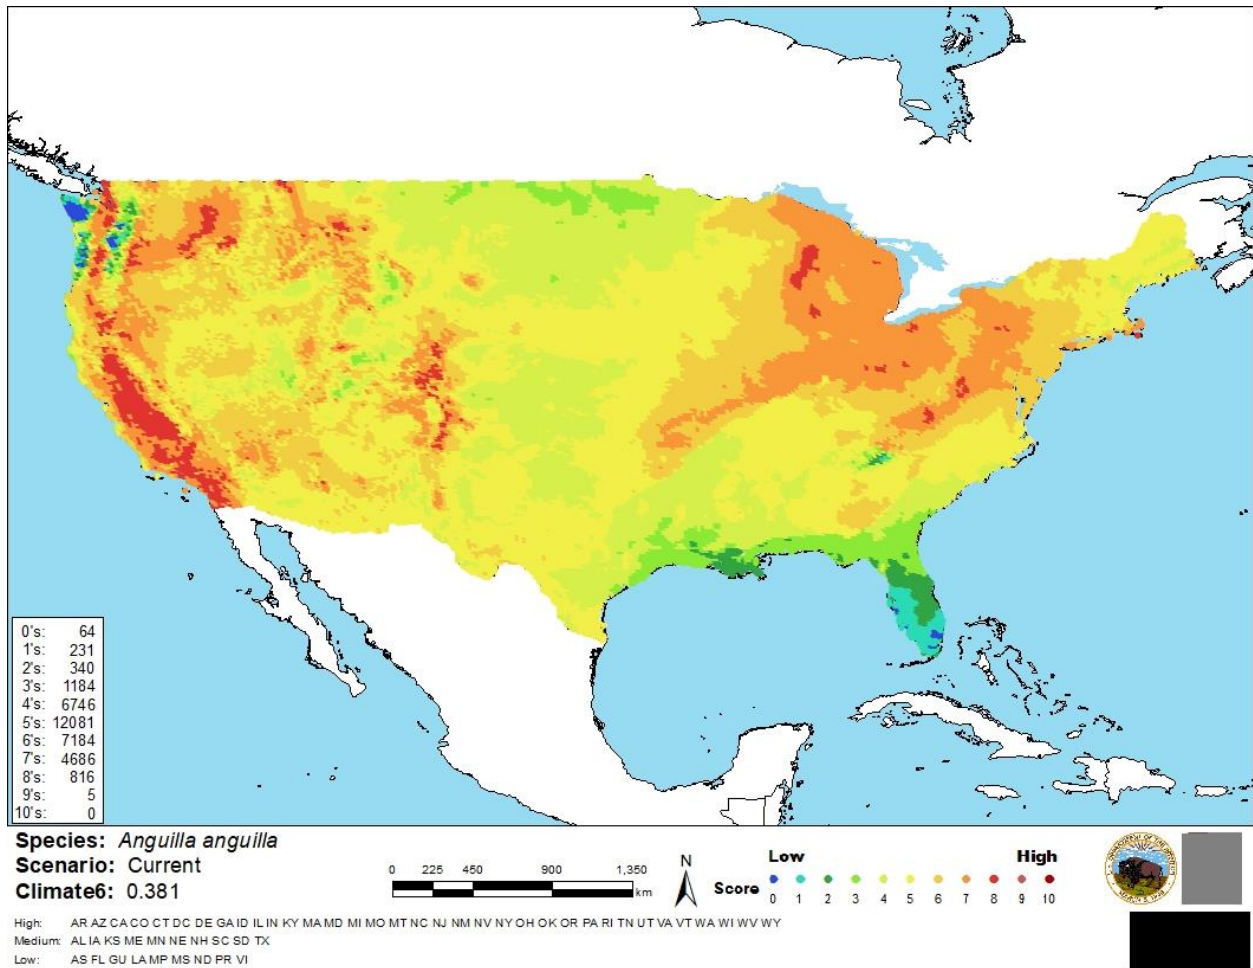 0's: 64
1's: 231
2's: 340
3's: 1184
4's: 6746
5's: 12081
6's: 7184
7's: 4686
8's: 816
9's: 5
10's: 0
Species: Anguilla anguilla
Scenario: Current
Climate6: 0.381
0 225 450 900 1,350
km
N
Low High
Score 0 1 2 3 4 5 6 7 8 9 10
High: AR AZ CA CO CT DC DE GA ID IL IN KY MA MD MI MO MT NC NJ NM NV NY OH OK OR PA RI TN UT VA VT WA WI WV WY
Medium: AL IA KS ME MN NE NH SC SD TX
Low: AS FL GU LA MP MS ND PR VI